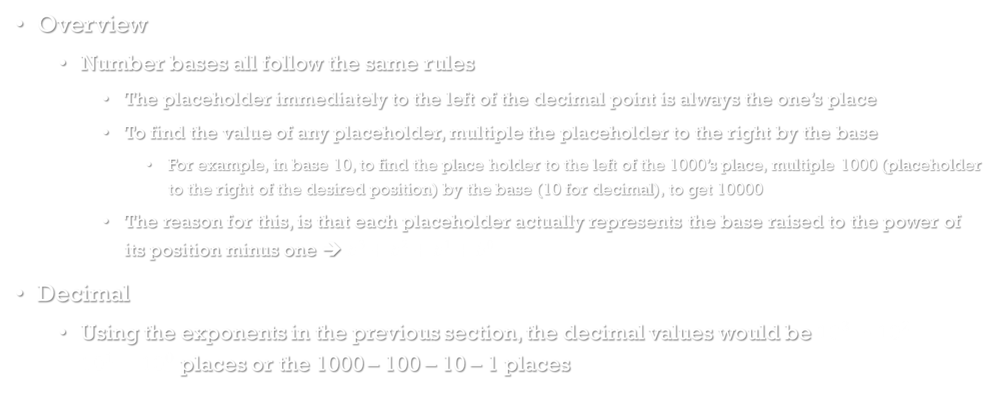 • Overview
• Number bases all follow the same rules
• The placeholder immediately to the left of the decimal point is always the one’s place
• To find the value of any placeholder, multiple the placeholder to the right by the base
• For example, in base 10, to find the place holder to the left of the 1000’s place, multiple 1000 (placeholder
to the right of the desired position) by the base (10 for decimal), to get 10000
• The reason for this, is that each placeholder actually represents the base raised to the power of
its position minus one →
• Decimal
• Using the exponents in the previous section, the decimal values would be
places or the 1000 – 100 – 10 – 1 places